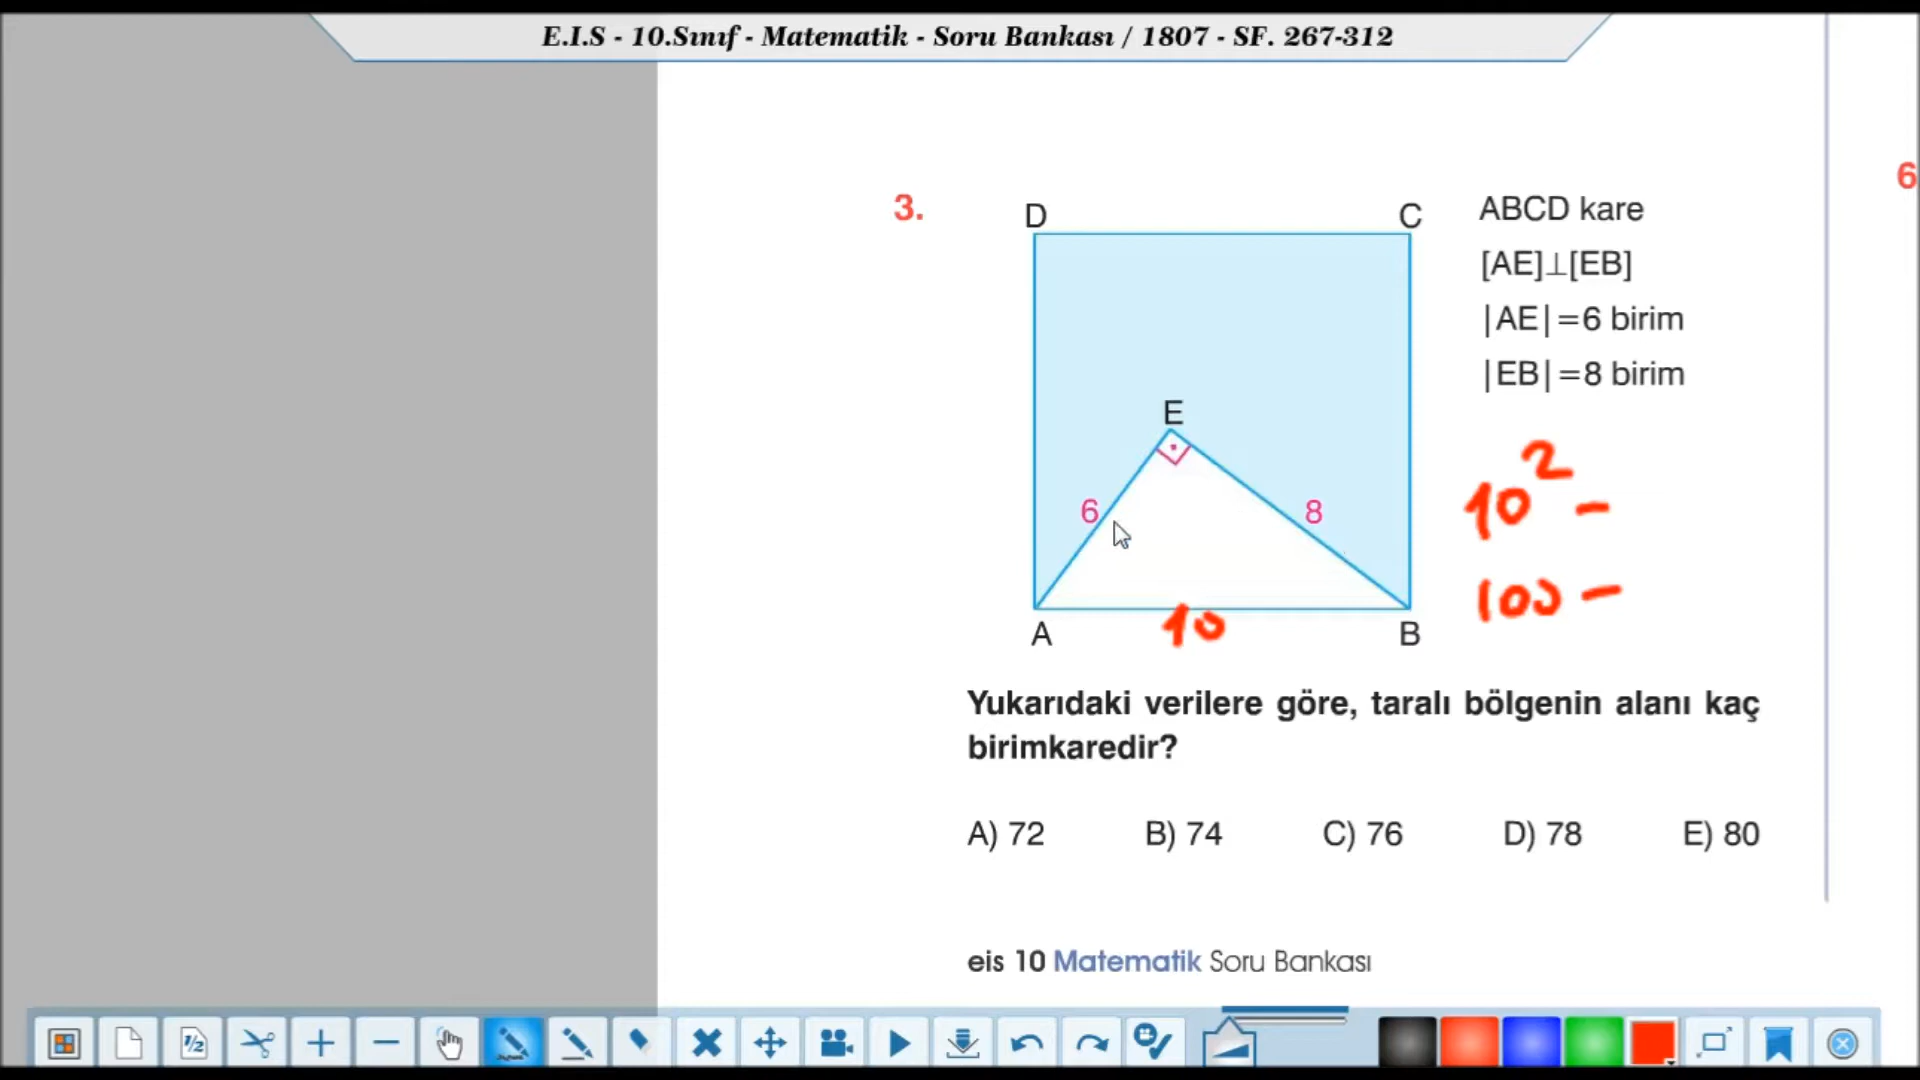 E.I.S - 10.Sınıf - Matematik - Soru Bankası / 1807 - SF. 267-312
6
3.
D
C
ABCD kare
[AE]⊥[EB]
|AE|=6 birim
|EB|=8 birim
E
10² -
6
8
100 -
10
A
B
Yukarıdaki verilere göre, taralı bölgenin alanı kaç
birimkaredir?
A) 72 B) 74 C) 76 D) 78 E) 80
eis 10 Matematik Soru Bankası
1/2